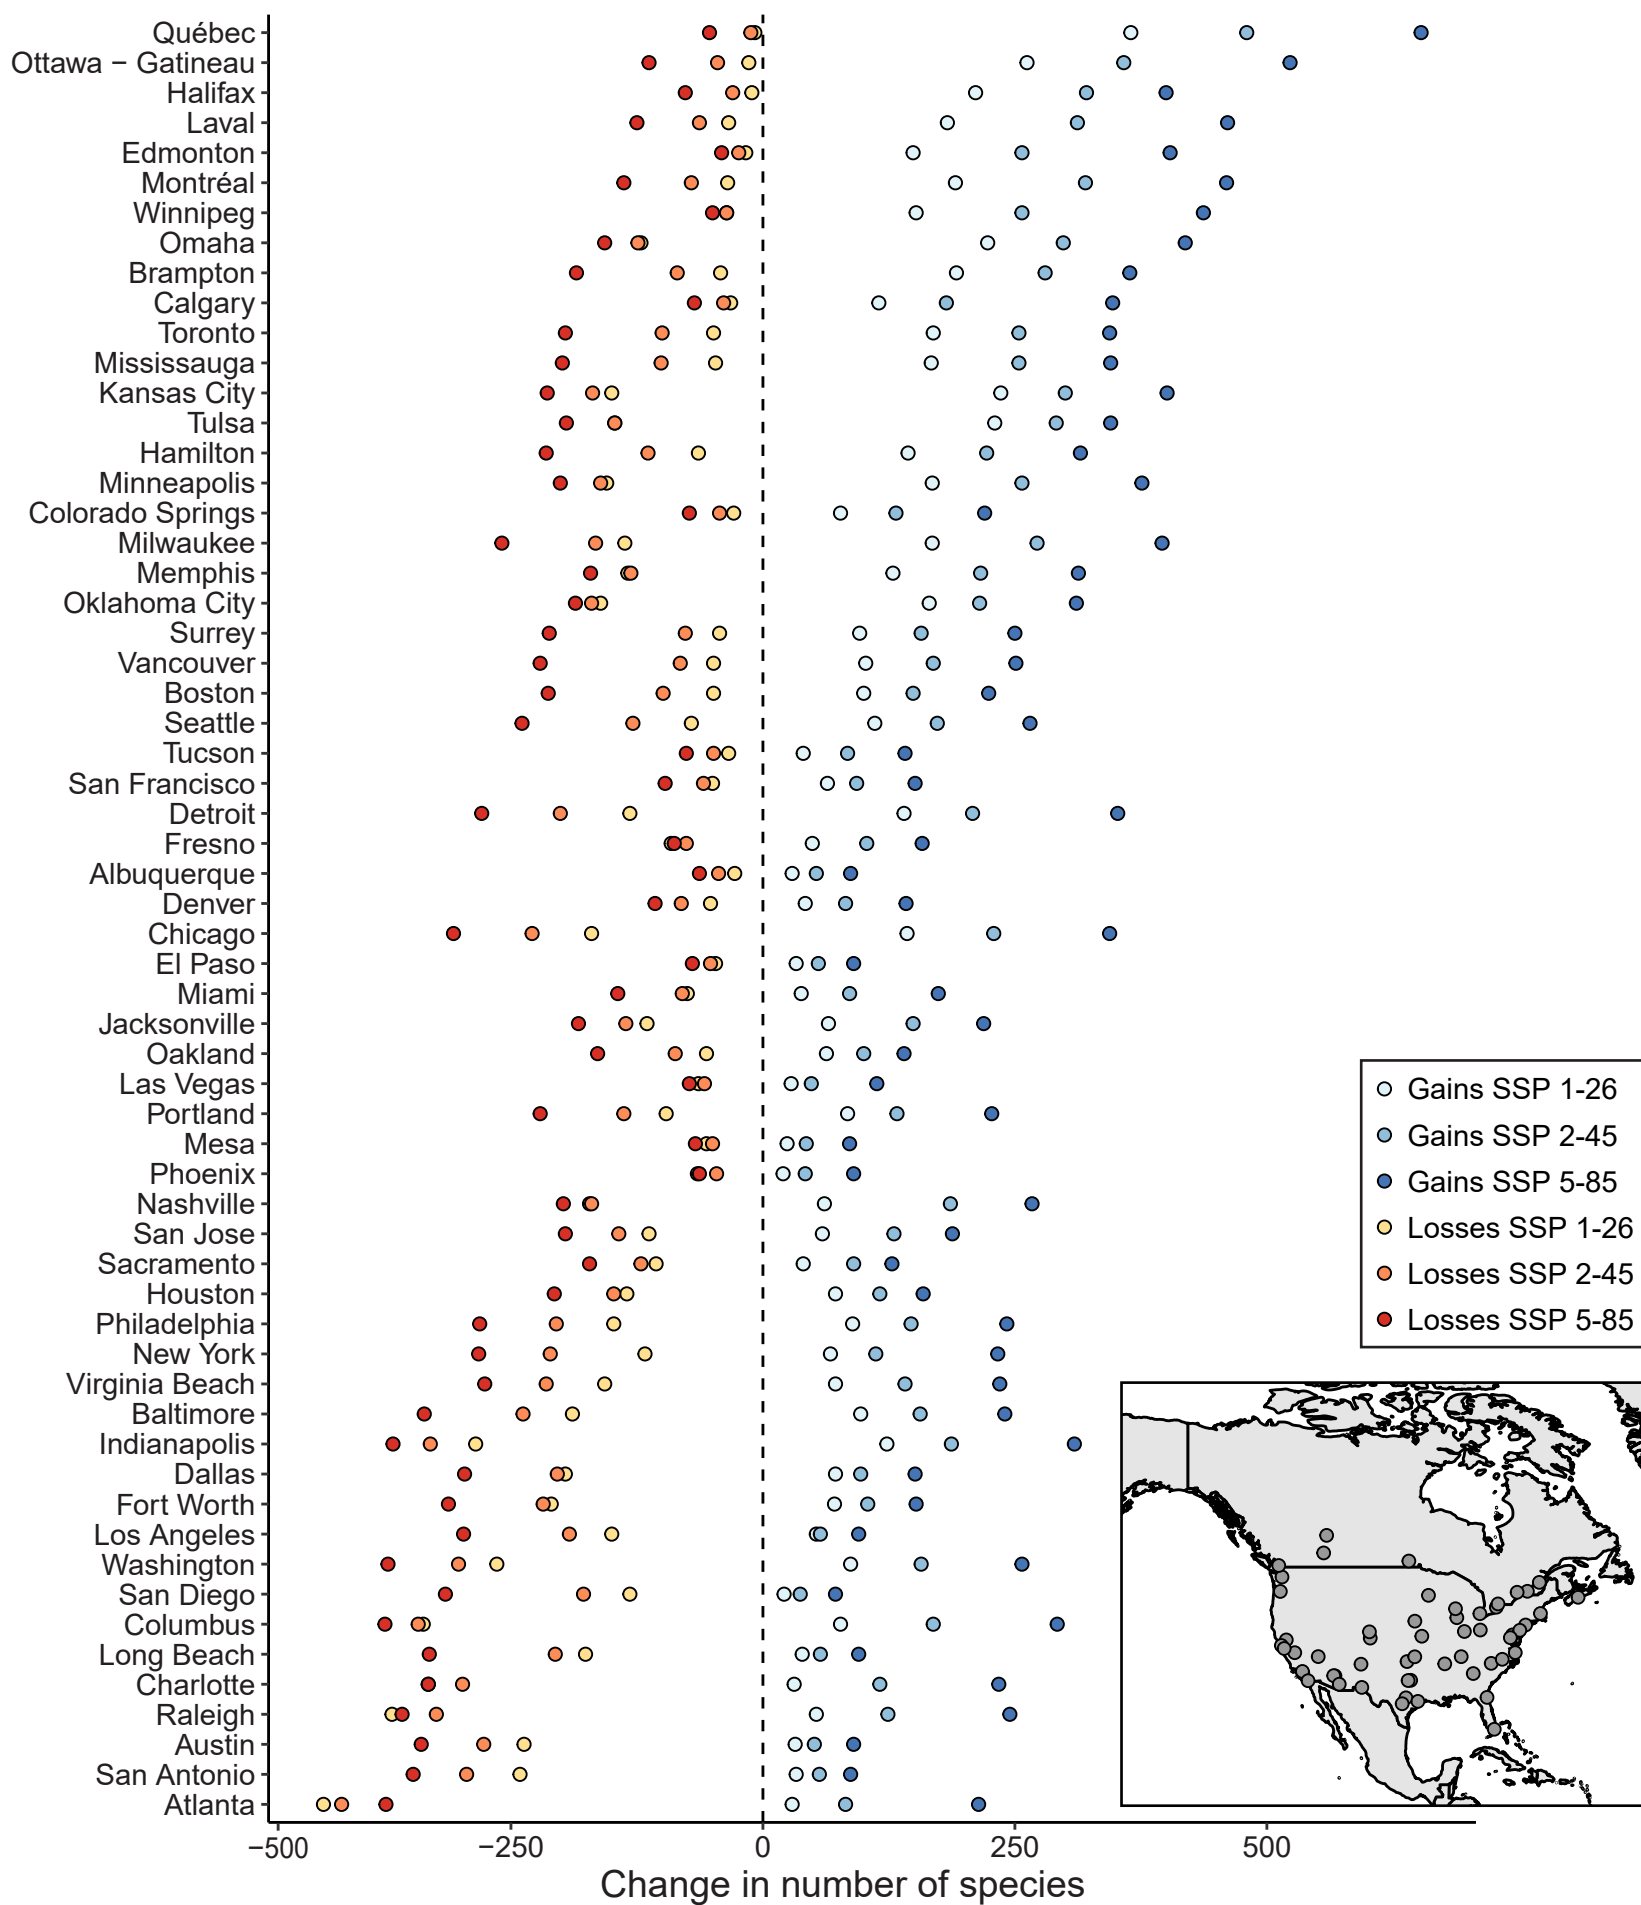 Québec
Ottawa − Gatineau
Halifax
Laval
Edmonton
Montréal
Winnipeg
Omaha
Brampton
Calgary
Toronto
Mississauga
Kansas City
Tulsa
Hamilton
Minneapolis
Colorado Springs
Milwaukee
Memphis
Oklahoma City
Surrey
Vancouver
Boston
Seattle
Tucson
San Francisco
Detroit
Fresno
Albuquerque
Denver
Chicago
El Paso
Miami
Jacksonville
Oakland
Las Vegas
Portland
Mesa
Phoenix
Nashville
San Jose
Sacramento
Houston
Philadelphia
New York
Virginia Beach
Baltimore
Indianapolis
Dallas
Fort Worth
Los Angeles
Washington
San Diego
Columbus
Long Beach
Charlotte
Raleigh
Austin
San Antonio
Atlanta
−500 −250 0 250 500
Change in number of species
Gains SSP 1-26
Gains SSP 2-45
Gains SSP 5-85
Losses SSP 1-26
Losses SSP 2-45
Losses SSP 5-85